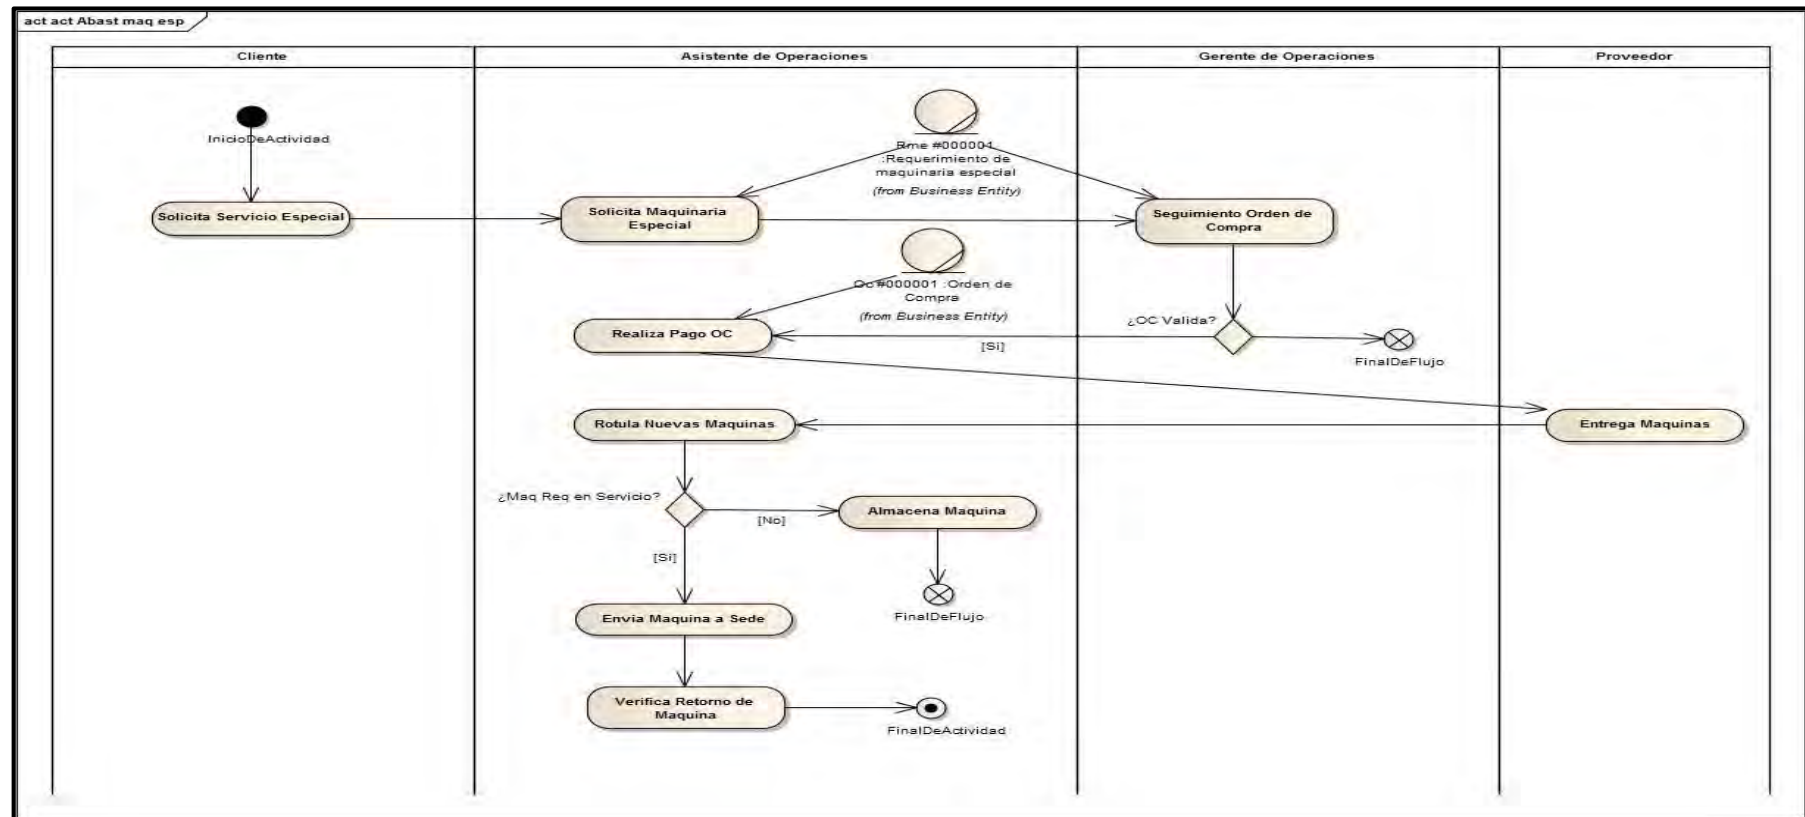 act act Abast maq esp
Cliente
Asistente de Operaciones
Gerente de Operaciones
Proveedor
InicioDeActividad
Rme #000001
:Requerimiento de
maquinaria especial
(from Business Entity)
Solicita Servicio Especial
Solicita Maquinaria
Especial
Seguimiento Orden de
Compra
Oc #000001 :Orden de
Compra
(from Business Entity)
¿OC Valida?
Realiza Pago OC
[Si]
FinalDeFlujo
Rotula Nuevas Maquinas
Entrega Maquinas
¿Maq Req en Servicio?
[No]
Almacena Maquina
[Si]
Envia Maquina a Sede
FinalDeFlujo
Verifica Retorno de
Maquina
FinalDeActividad